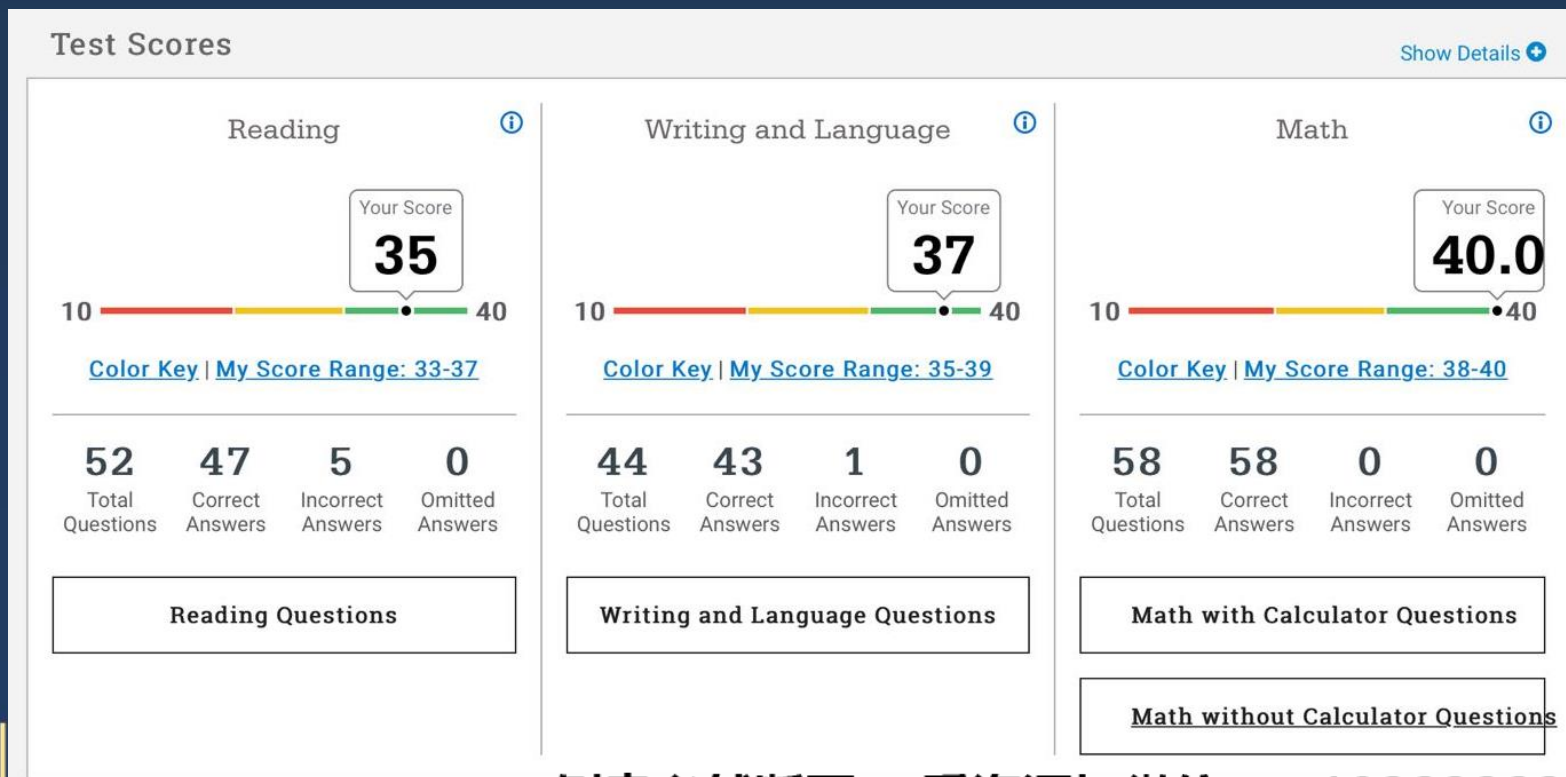 Test Scores
Show Details
Reading
Your Score
35
10
40
Color Key | My Score Range: 33-37
52 47 5 0
Total Questions
Correct Answers
Incorrect Answers
Omitted Answers
Reading Questions
Writing and Language
Your Score
37
10
40
Color Key | My Score Range: 35-39
44 43 1 0
Total Questions
Correct Answers
Incorrect Answers
Omitted Answers
Writing and Language Questions
Math
Your Score
40.0
10
40
Color Key | My Score Range: 38-40
58 58 0 0
Total Questions
Correct Answers
Incorrect Answers
Omitted Answers
Math with Calculator Questions
Math without Calculator Questions